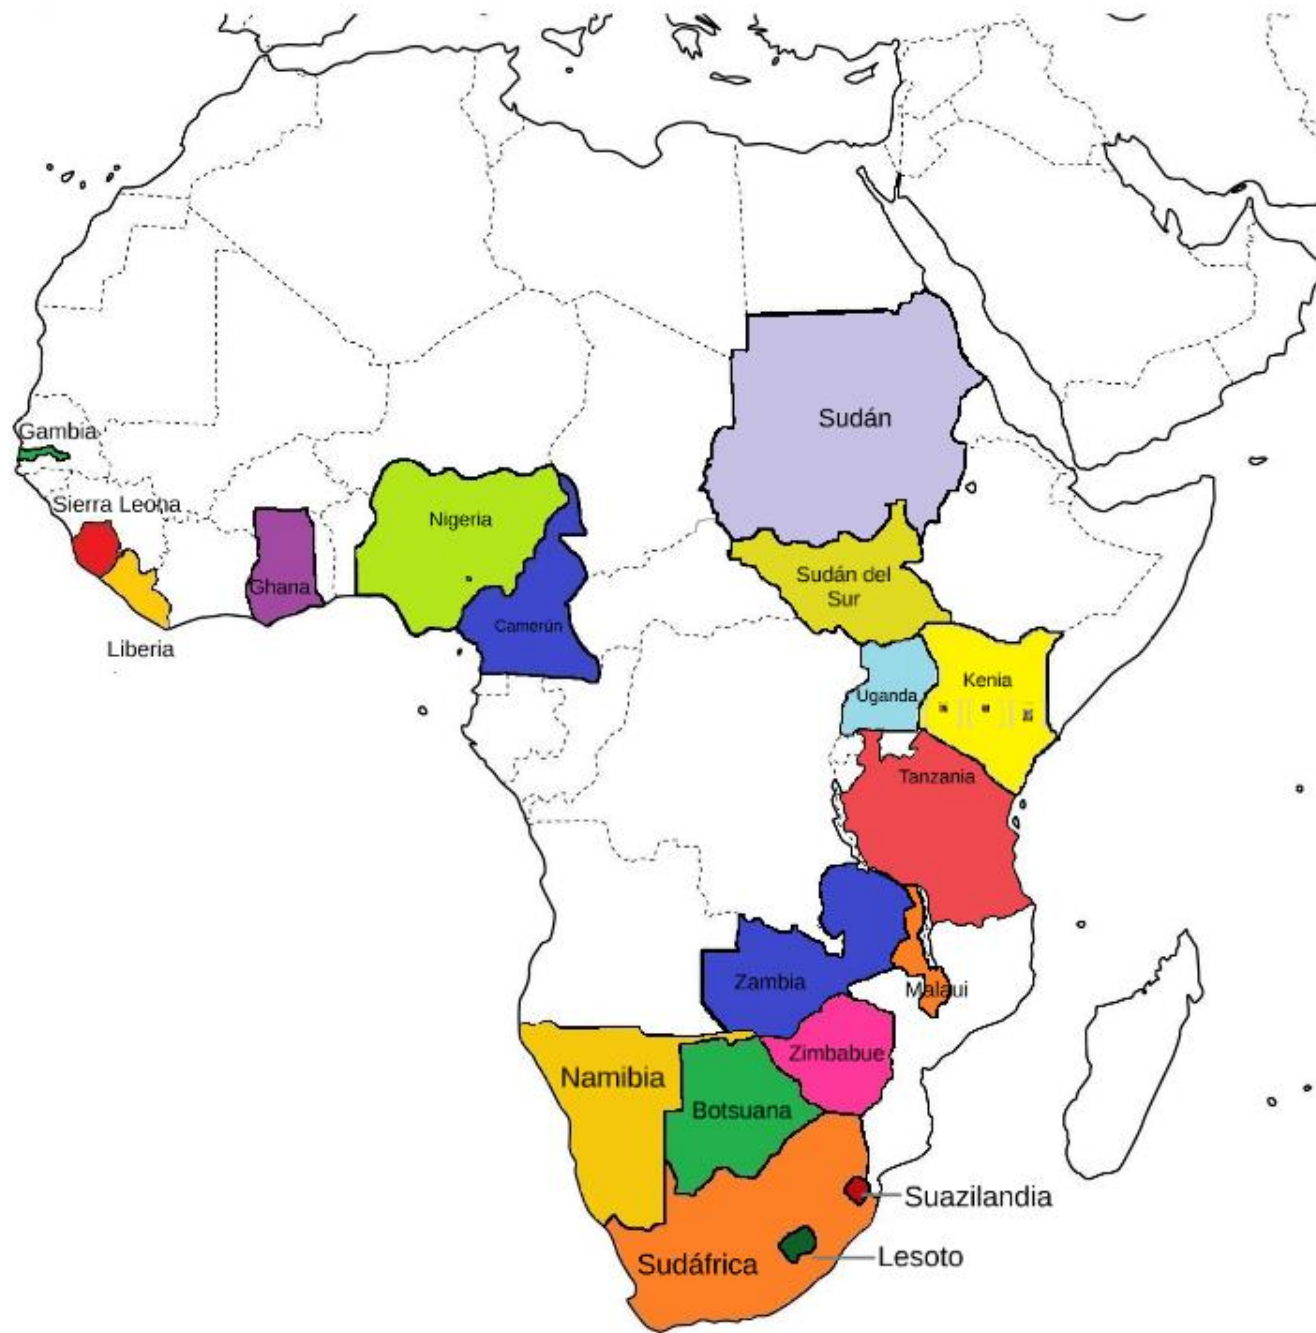 Sudán
Gambia
Sierra Leona
Nigeria
Sudán del
Sur
Ghana
Camerún
Liberia
Kenia
Uganda
Tanzania
Zambia
Malaui
Zimbabue
Namibia
Botsuana
Suazilandia
Lesoto
Sudáfrica